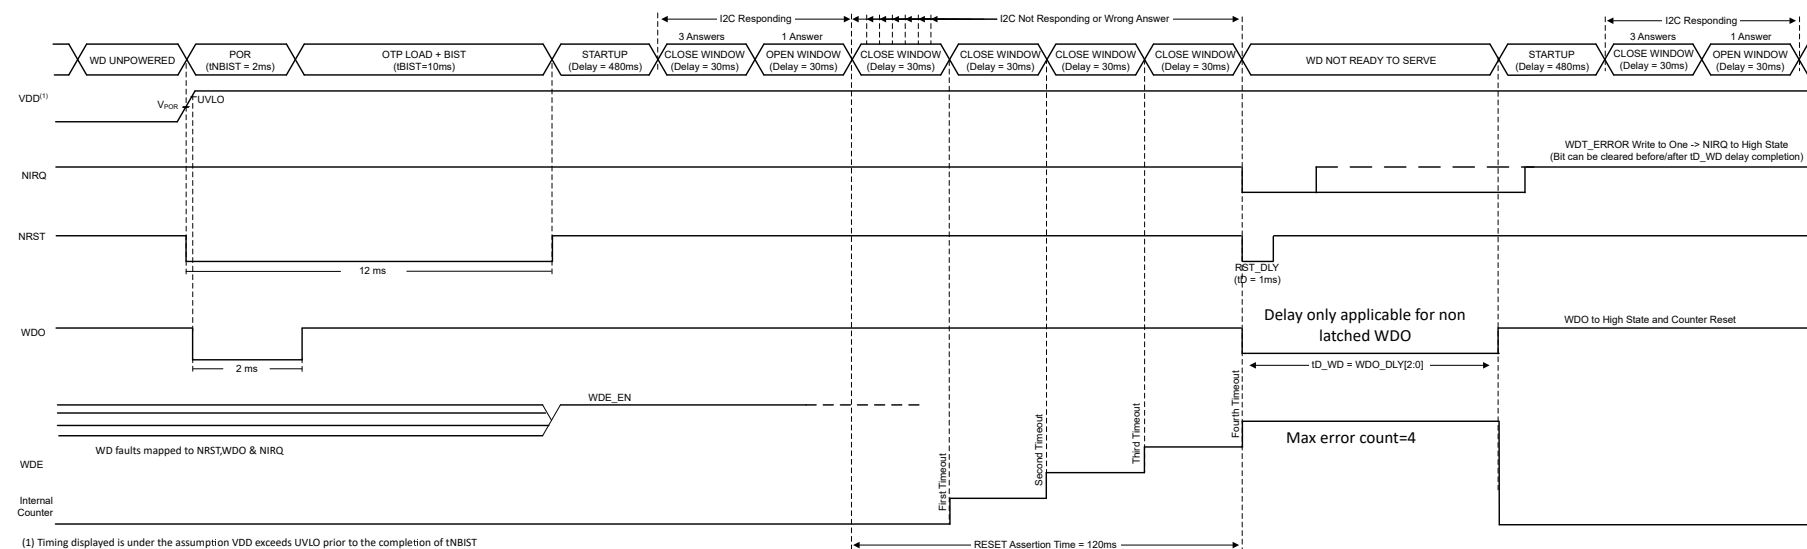 I2C Responding
I2C Not Responding or Wrong Answer
I2C Responding
3 Answers
1 Answer
3 Answers
1 Answer
WD UNPOWERED
POR
(tNBIST = 2ms)
OTP LOAD + BIST
(tBIST=10ms)
STARTUP
(Delay = 480ms)
CLOSE WINDOW
(Delay = 30ms)
OPEN WINDOW
(Delay = 30ms)
CLOSE WINDOW
(Delay = 30ms)
CLOSE WINDOW
(Delay = 30ms)
CLOSE WINDOW
(Delay = 30ms)
CLOSE WINDOW
(Delay = 30ms)
WD NOT READY TO SERVE
STARTUP
(Delay = 480ms)
CLOSE WINDOW
(Delay = 30ms)
OPEN WINDOW
(Delay = 30ms)
VDD(1)
VPOR
UVLO
WDT_ERROR Write to One -> NIRQ to High State
(Bit can be cleared before/after tD_WD delay completion)
NIRQ
NRST
12 ms
RST_DLY
(tD = 1ms)
WDO
2 ms
Delay only applicable for non
latched WDO
WDO to High State and Counter Reset
tD_WD = WDO_DLY[2:0]
WDE_EN
WD faults mapped to NRST,WDO & NIRQ
WDE
Internal
Counter
First Timeout
Second Timeout
Third Timeout
Fourth Timeout
Max error count=4
(1) Timing displayed is under the assumption VDD exceeds UVLO prior to the completion of tNBIST
RESET Assertion Time = 120ms